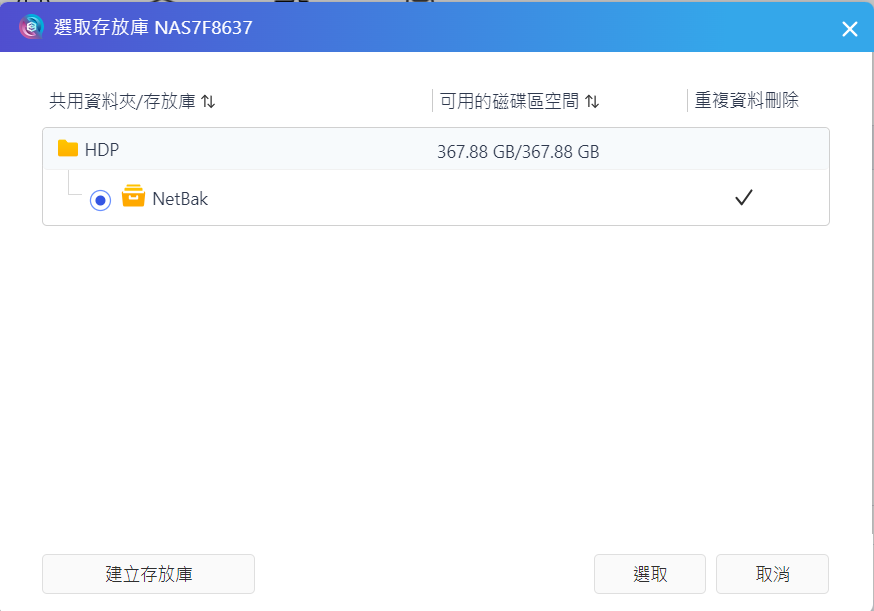 選取存放庫 NAS7F8637
共用資料夾/存放庫 可用的磁碟區空間 重複資料刪除
HDP 367.88 GB/367.88 GB
NetBak
建立存放庫 選取 取消